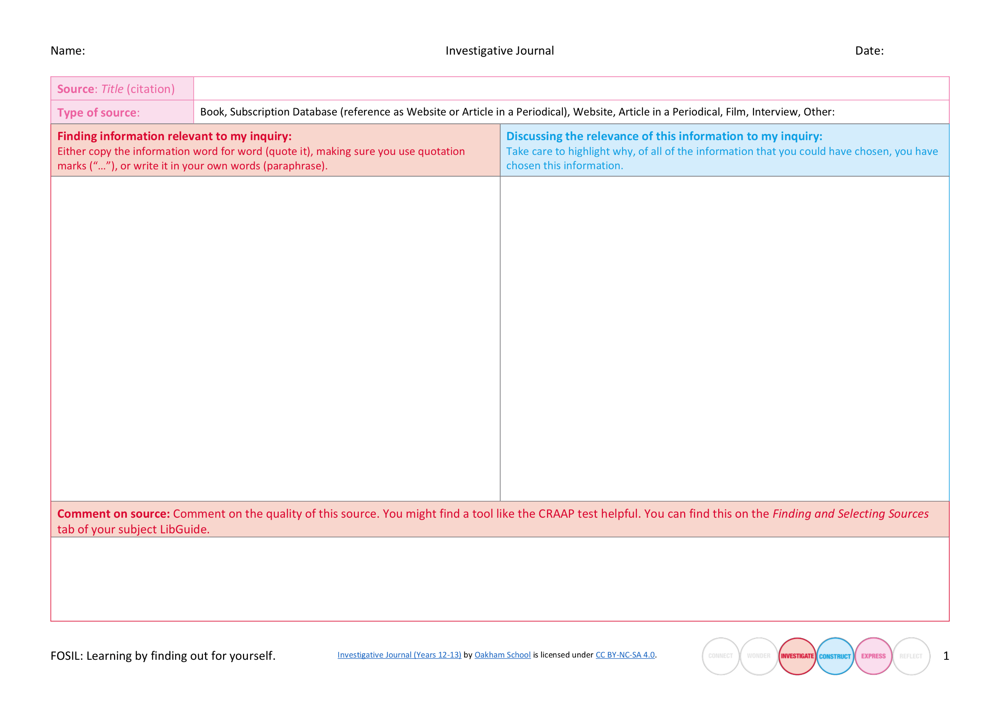 Name:
Investigative Journal
Date:
Source: Title (citation)
Type of source:
Book, Subscription Database (reference as Website or Article in a Periodical), Website, Article in a Periodical, Film, Interview, Other:
Finding information relevant to my inquiry:
Either copy the information word for word (quote it), making sure you use quotation
marks (“…”), or write it in your own words (paraphrase).
Discussing the relevance of this information to my inquiry:
Take care to highlight why, of all of the information that you could have chosen, you have
chosen this information.
Comment on source: Comment on the quality of this source. You might find a tool like the CRAAP test helpful. You can find this on the Finding and Selecting Sources
tab of your subject LibGuide.
FOSIL: Learning by finding out for yourself.
Investigative Journal (Years 12-13) by Oakham School is licensed under CC BY-NC-SA 4.0.
CONNECT
WONDER
INVESTIGATE
CONSTRUCT
EXPRESS
REFLECT
1